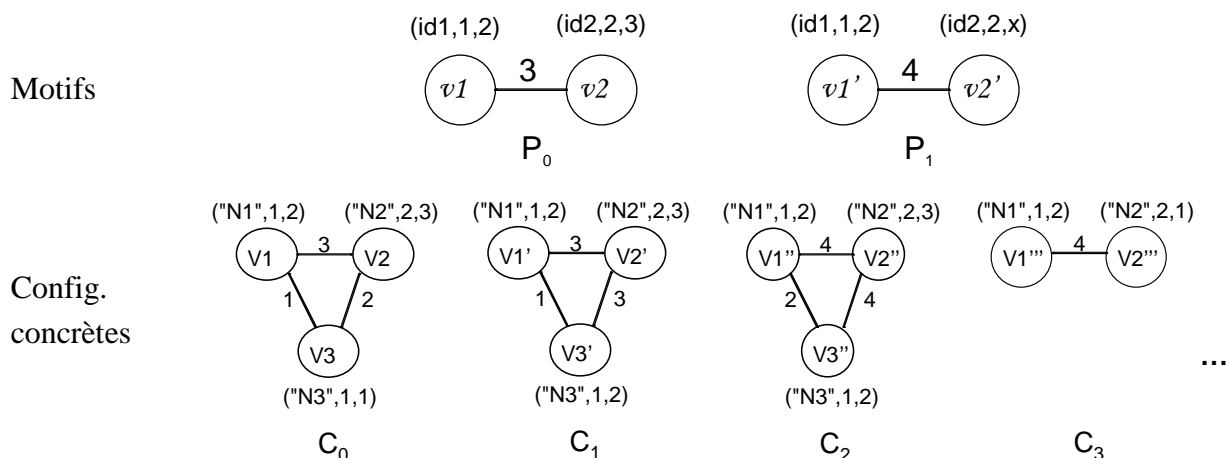 (id1,1,2) (id2,2,3) (id1,1,2) (id2,2,x)
Motifs v1 3 v2 v1’ 4 v2’
P0 P1
("N1",1,2) ("N2",2,3) ("N1",1,2) ("N2",2,3) ("N1",1,2) ("N2",2,3) ("N1",1,2) ("N2",2,1)
V1 3 V2 V1’ 3 V2’ V1’’ 4 V2’’ V1’’’ 4 V2’’’
Config.
1 2 1 3 2 4
concrètes
V3 V3’ V3’’ ...
("N3",1,1) ("N3",1,2) ("N3",1,2)
C0 C1 C2 C3